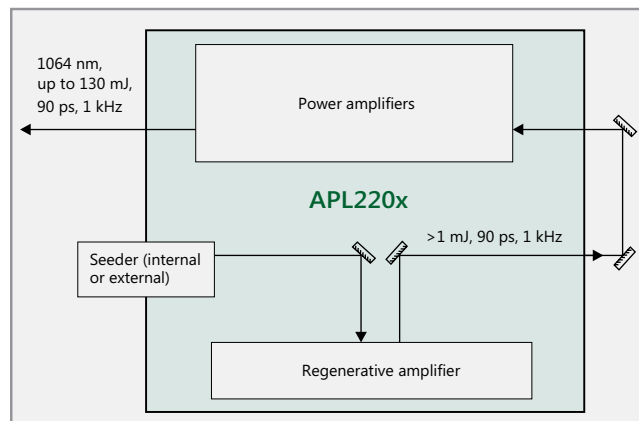 1064 nm,
up to 130 mJ,
90 ps, 1 kHz
Power amplifiers
APL220x
>1 mJ, 90 ps, 1 kHz
Seeder (internal
or external)
Regenerative amplifier